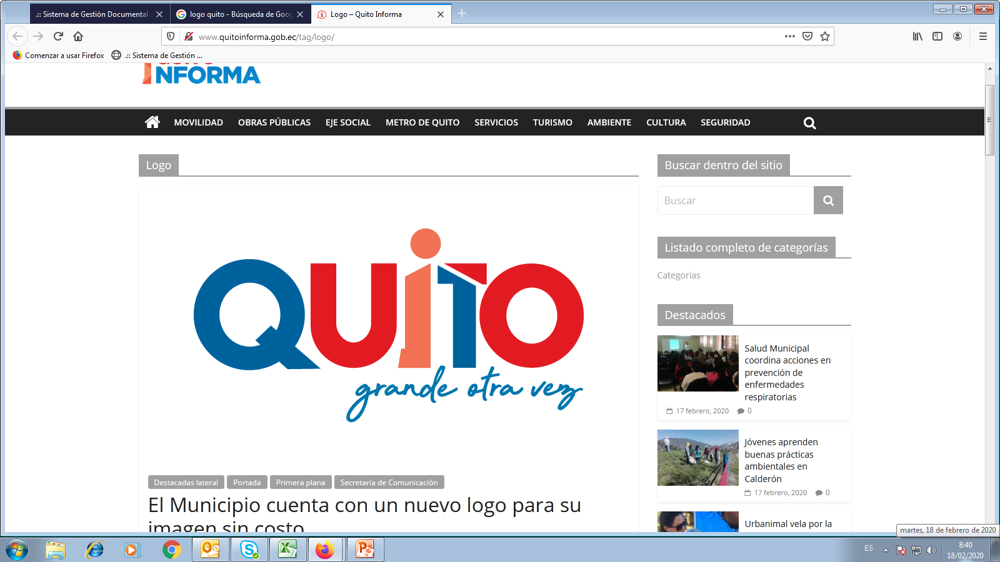 .:: Sistema de Gestión Documental
logo quito - Búsqueda de Goog
Logo – Quito Informa
www.quitoinforma.gob.ec/tag/logo/
Comenzar a usar Firefox
.:: Sistema de Gestión ...
INFORMA
MOVILIDAD
OBRAS PÚBLICAS
EJE SOCIAL
METRO DE QUITO
SERVICIOS
TURISMO
AMBIENTE
CULTURA
SEGURIDAD
Logo
QUITO
grande otra vez
Destacadas lateral
Portada
Primera plana
Secretaría de Comunicación
El Municipio cuenta con un nuevo logo para su
imagen sin costo
Buscar dentro del sitio
Buscar
Listado completo de categorías
Categorías
Destacados
Salud Municipal
coordina acciones en
prevención de
enfermedades
respiratorias
17 febrero, 2020
0
Jóvenes aprenden
buenas prácticas
ambientales en
Calderón
17 febrero, 2020
0
Urbanimal vela por la
martes, 18 de febrero de 2020
ES
8:40
18/02/2020